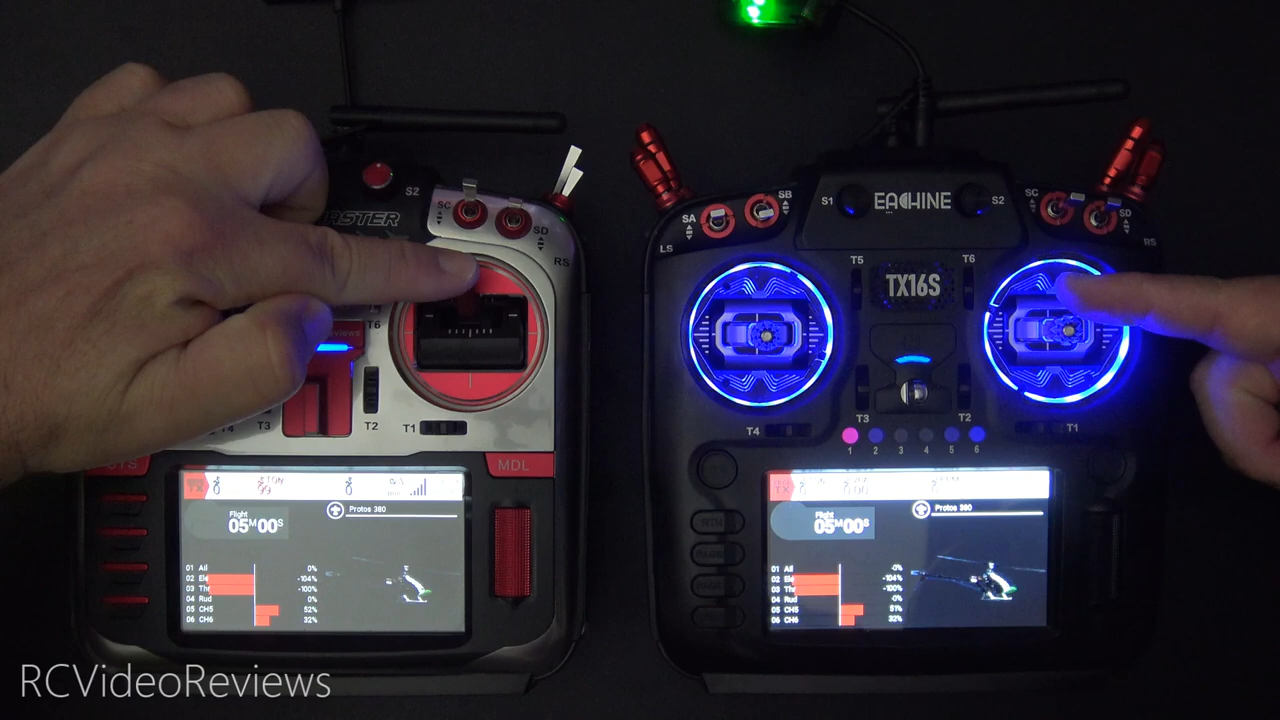 S2
ASTER
SC
SD
RS
T6
T4
T3
T2
T1
SYS
MDL
Flight
05M00S
Protos 380
01 Ail 0%
02 Ele -104%
03 Thr -100%
04 Rud 0%
05 CH5 52%
06 CH6 32%
SA
SB
LS
S1
EACHINE
S2
SC
SD
RS
T5
T6
TX16S
T3
T2
T4
T1
1 2 3 4 5 6
RTN
Flight
05M00S
Protos 380
01 Ail -0%
02 Ele -104%
03 Thr -100%
04 Rud -0%
05 CH5 51%
06 CH6 32%
RCVideoReviews